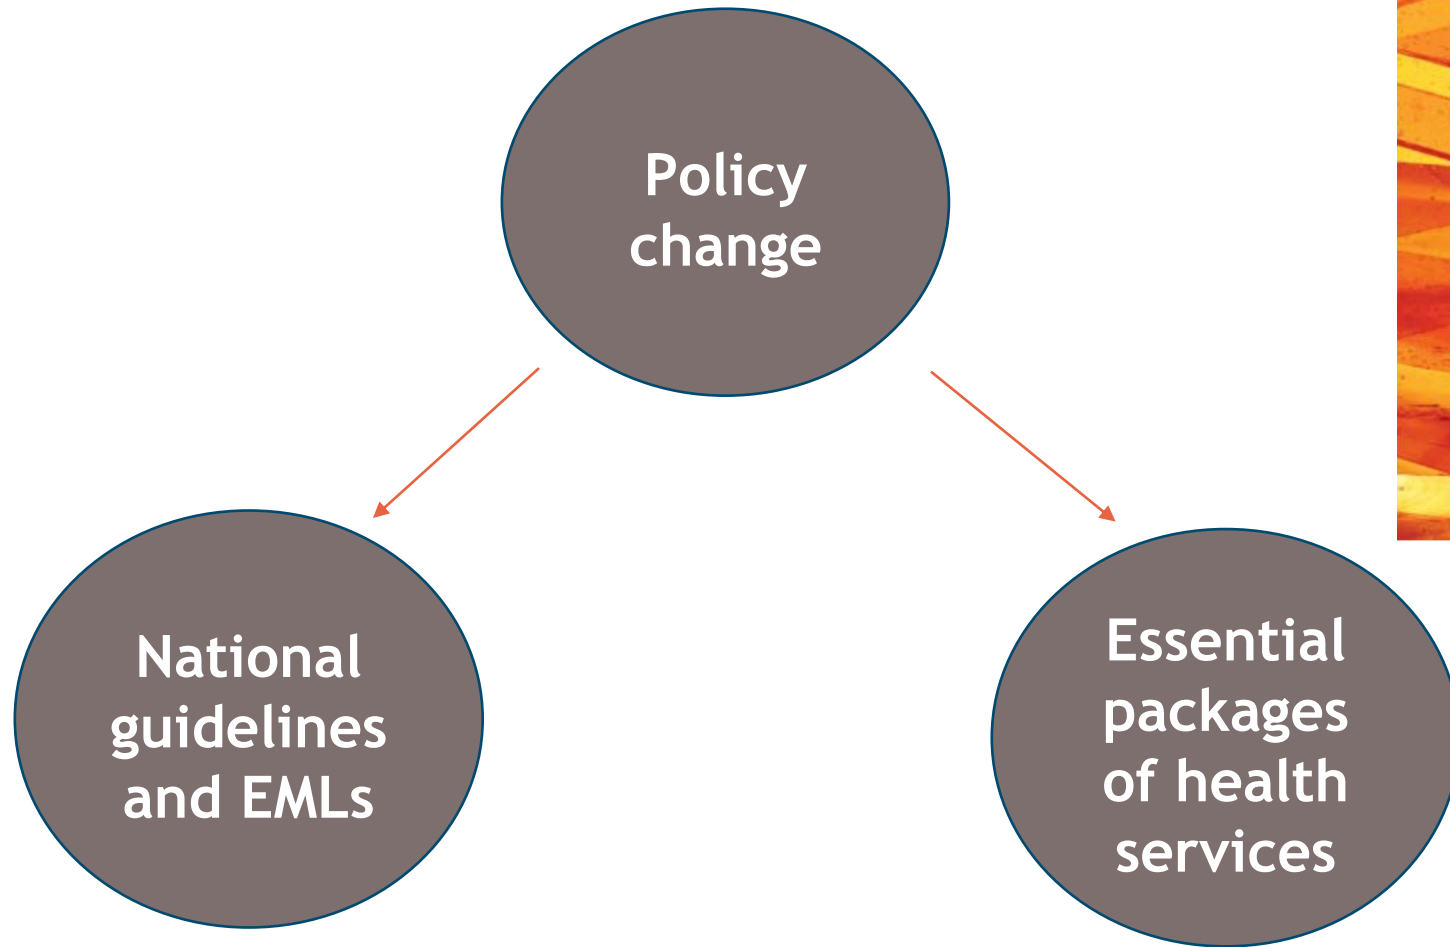 Policy
change
National
guidelines
and EMLs
Essential
packages
of health
services